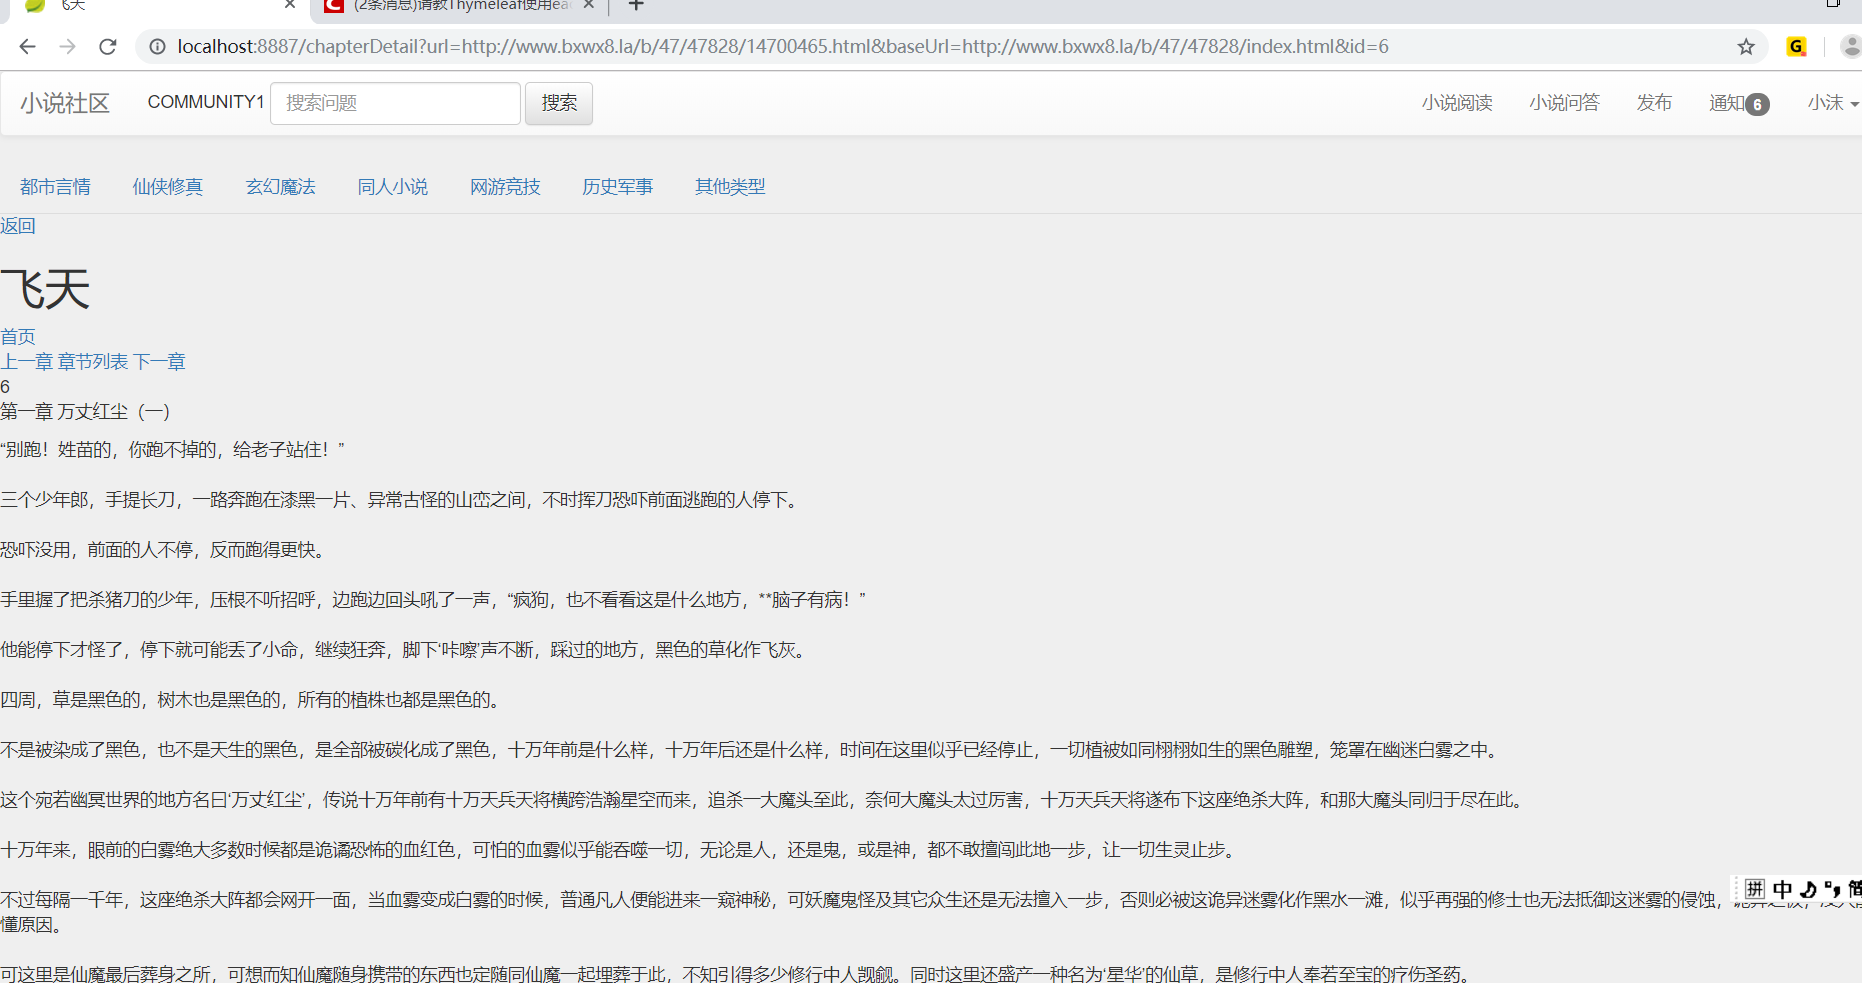 飞天
(2条消息)请教Thymeleaf使用ea
localhost:8887/chapterDetail?url=http://www.bxwx8.la/b/47/47828/14700465.html&baseUrl=http://www.bxwx8.la/b/47/47828/index.html&id=6
小说社区 COMMUNITY1 搜索问题 搜索 小说阅读 小说问答 发布 通知6 小沫
都市言情 仙侠修真 玄幻魔法 同人小说 网游竞技 历史军事 其他类型
返回
飞天
首页
上一章 章节列表 下一章
6
第一章 万丈红尘（一）
“别跑！姓苗的，你跑不掉的，给老子站住！”
三个少年郎，手提长刀，一路奔跑在漆黑一片、异常古怪的山峦之间，不时挥刀恐吓前面逃跑的人停下。
恐吓没用，前面的人不停，反而跑得更快。
手里握了把杀猪刀的少年，压根不听招呼，边跑边回头吼了一声，“疯狗，也不看看这是什么地方，**脑子有病！”
他能停下才怪了，停下就可能丢了小命，继续狂奔，脚下‘咔嚓’声不断，踩过的地方，黑色的草化作飞灰。
四周，草是黑色的，树木也是黑色的，所有的植株也都是黑色的。
不是被染成了黑色，也不是天生的黑色，是全部被碳化成了黑色，十万年前是什么样，十万年后还是什么样，时间在这里似乎已经停止，一切植被如同栩栩如生的黑色雕塑，笼罩在幽迷白雾之中。
这个宛若幽冥世界的地方名曰‘万丈红尘’，传说十万年前有十万天兵天将横跨浩瀚星空而来，追杀一大魔头至此，奈何大魔头太过厉害，十万天兵天将遂布下这座绝杀大阵，和那大魔头同归于尽在此。
十万年来，眼前的白雾绝大多数时候都是诡谲恐怖的血红色，可怕的血雾似乎能吞噬一切，无论是人，还是鬼，或是神，都不敢擅闯此地一步，让一切生灵止步。
不过每隔一千年，这座绝杀大阵都会网开一面，当血雾变成白雾的时候，普通凡人便能进来一窥神秘，可妖魔鬼怪及其它众生还是无法擅入一步，否则必被这诡异迷雾化作黑水一滩，似乎再强的修士也无法抵御这迷雾的侵蚀，
懂原因。
可这里是仙魔最后葬身之所，可想而知仙魔随身携带的东西也定随同仙魔一起埋葬于此，不知引得多少修行中人觊觎。同时这里还盛产一种名为‘星华’的仙草，是修行中人奉若至宝的疗伤圣药。
拼 中 简